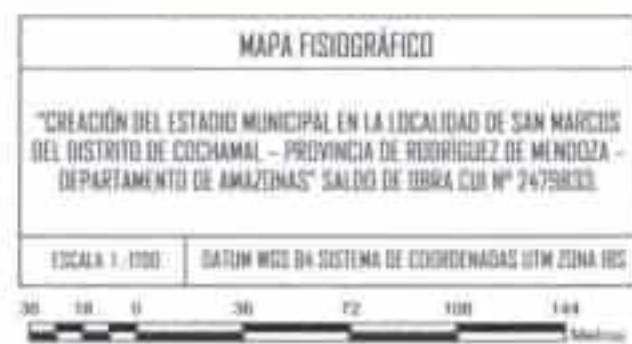 MAPA FISIOGRÁFICO
"CREACIÓN DEL ESTADIO MUNICIPAL EN LA LOCALIDAD DE SAN MARCOS
DEL DISTRITO DE COCHAMAL – PROVINCIA DE RODRÍGUEZ DE MENDOZA –
DEPARTAMENTO DE AMAZONAS" SALDO DE OBRA CUI Nº 2479833.
ESCALA 1:
DATUM WGS 84 SISTEMA DE COORDENADAS UTM ZONA 18S
36 18 0 36 72 108 144
Metros